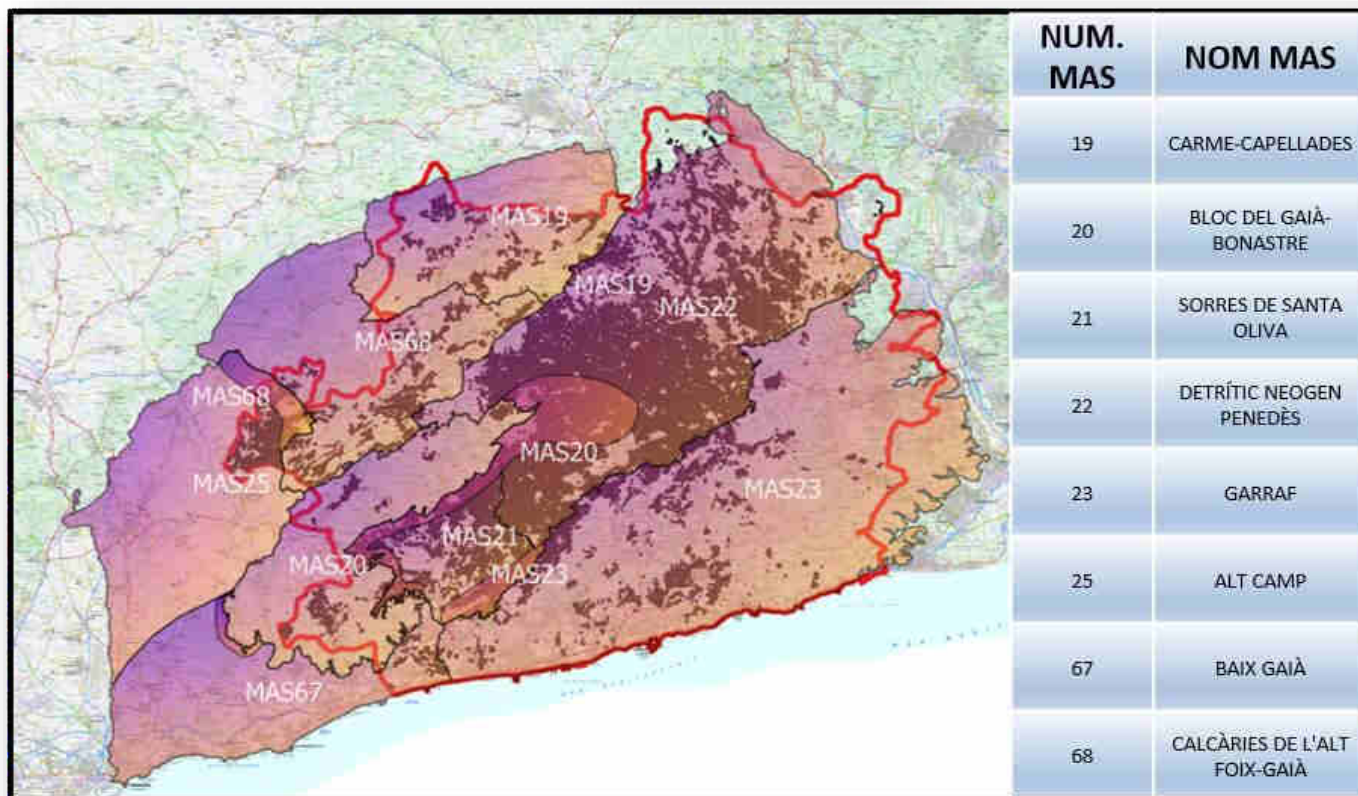 MAS19
MAS19
MAS22
MAS68
MAS68
MAS20
MAS25
MAS23
MAS21
MAS20
MAS23
MAS67
NUM. MAS
NOM MAS
19
CARME-CAPELLADES
20
BLOC DEL GAIÀ-
BONASTRE
21
SORRES DE SANTA
OLIVA
22
DETRÍTIC NEOGEN
PENEDÈS
23
GARRAF
25
ALT CAMP
67
BAIX GAIÀ
68
CALCÀRIES DE L'ALT
FOIX-GAIÀ